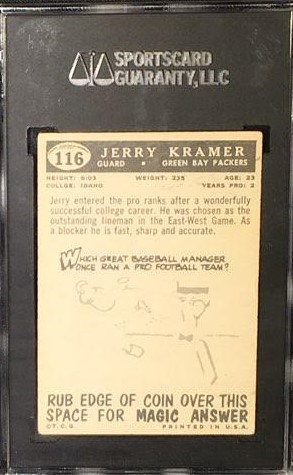 SPORTSCARD
GUARANTY, LLC
116 JERRY KRAMER
GUARD • GREEN BAY PACKERS
HEIGHT: 6:03 WEIGHT: 235 AGE: 23
COLLGE: IDAHO YEARS PRO: 2
Jerry entered the pro ranks after a wonderfully
successful college career. He was chosen as the
outstanding lineman in the East-West Game. As
a blocker he is fast, sharp and accurate.
WHICH GREAT BASEBALL MANAGER
ONCE RAN A PRO FOOTBALL TEAM?
RUB EDGE OF COIN OVER THIS
SPACE FOR MAGIC ANSWER
©T.C.G. PRINTED IN U.S.A.